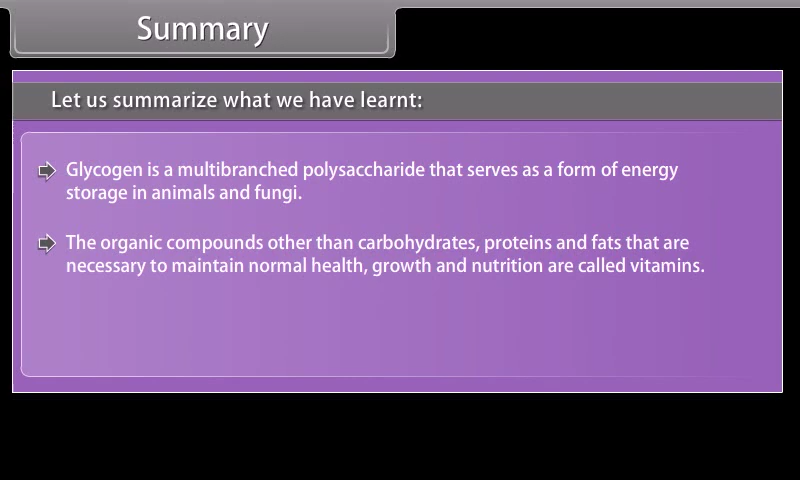 Summary
Let us summarize what we have learnt:
Glycogen is a multibranched polysaccharide that serves as a form of energy
storage in animals and fungi.
The organic compounds other than carbohydrates, proteins and fats that are
necessary to maintain normal health, growth and nutrition are called vitamins.